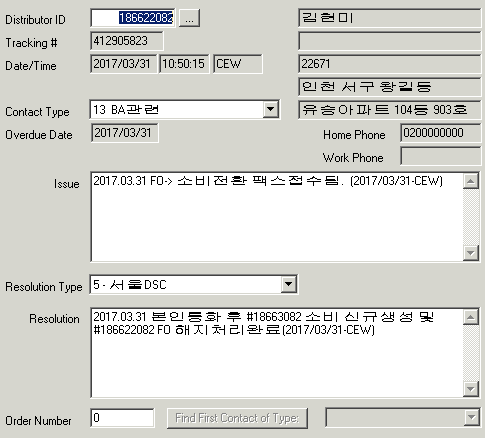 Distributor ID 186622082 ... 김현미
Tracking # 412905823
Date/Time 2017/03/31 10:50:15 CEW 22671
인천 서구 왕길동
Contact Type 13 BA관련 유승아파트 104동 903호
Overdue Date 2017/03/31 Home Phone 0200000000
Work Phone
Issue 2017.03.31 FO-> 소비전환 팩스접수됨. (2017/03/31-CEW)
Resolution Type 5 - 서울DSC
Resolution 2017.03.31 본인통화 후 #18663082 소비 신규생성 및
#186622082 FO 해지처리완료(2017/03/31-CEW)
Order Number 0 Find First Contact of Type: